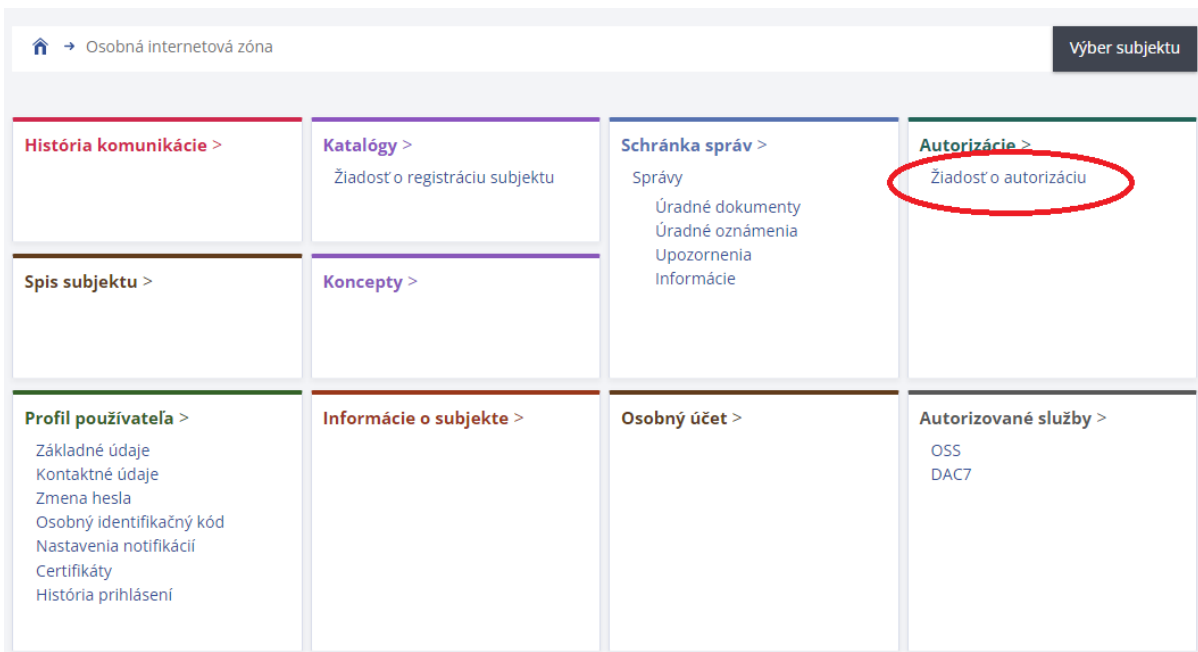 → Osobná internetová zóna
Výber subjektu
História komunikácie >
Katalógy >
Žiadosť o registráciu subjektu
Schránka správ >
Správy
Úradné dokumenty
Úradné oznámenia
Upozornenia
Informácie
Autorizácie >
Žiadosť o autorizáciu
Spis subjektu >
Koncepty >
Profil používateľa >
Základné údaje
Kontaktné údaje
Zmena hesla
Osobný identifikačný kód
Nastavenia notifikácií
Certifikáty
História prihlásení
Informácie o subjekte >
Osobný účet >
Autorizované služby >
OSS
DAC7